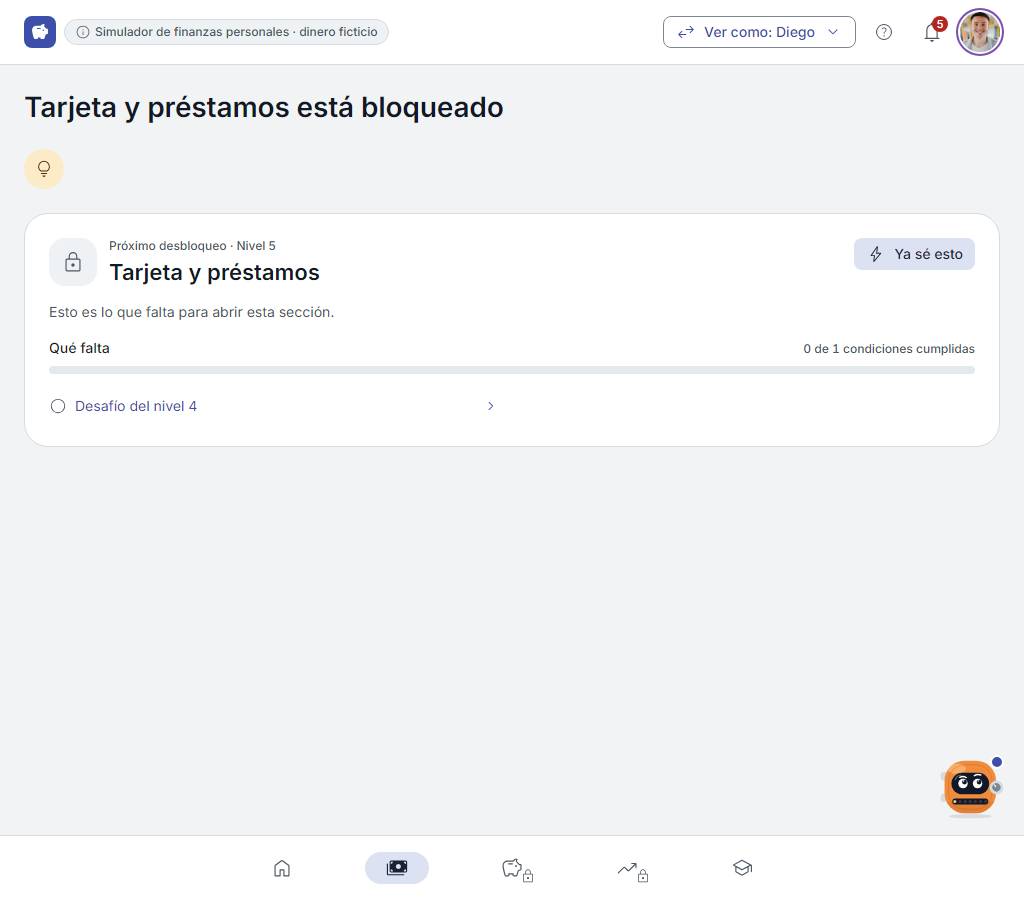 Simulador de finanzas personales · dinero ficticio
Ver como: Diego
5
Tarjeta y préstamos está bloqueado
Próximo desbloqueo · Nivel 5
Tarjeta y préstamos
Ya sé esto
Esto es lo que falta para abrir esta sección.
Qué falta
0 de 1 condiciones cumplidas
Desafío del nivel 4